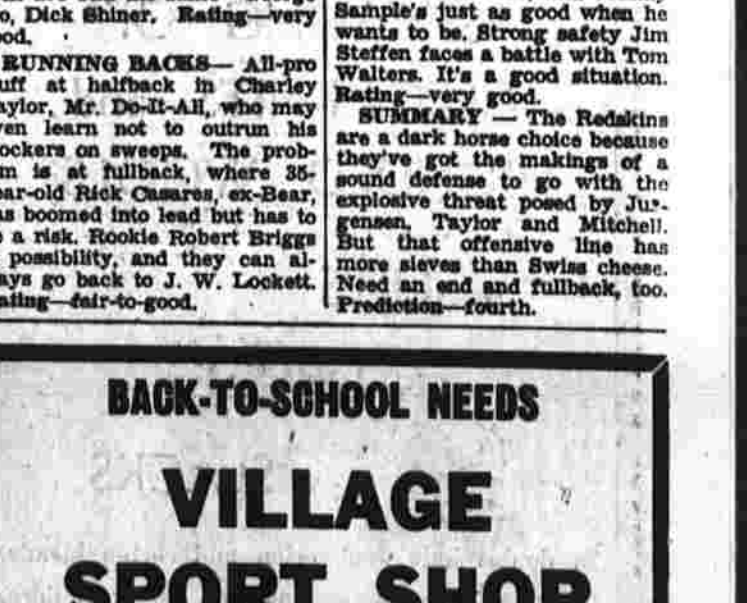 o, Dick Shiner. Rating—very
od.
RUNNING BACKS— All-pro
uff at halfback in Charley
aylor, Mr. Do-It-All, who may
en learn not to outrun his
ockers on sweeps. The prob-
m is at fullback, where 35-
ar-old Rick Casares, ex-Bear,
s boomed into lead but has to
a risk. Rookie Robert Briggs
possibility, and they can al-
ays go back to J. W. Lockett.
ating—fair-to-good.
Sample's just as good when he
wants to be. Strong safety Jim
Steffen faces a battle with Tom
Walters. It's a good situation.
Rating—very good.
SUMMARY — The Redskins
are a dark horse choice because
they've got the makings of a
sound defense to go with the
explosive threat posed by Jur-
gensen, Taylor and Mitchell.
But that offensive line has
more sieves than Swiss cheese.
Need an end and fullback, too.
Prediction—fourth.
BACK-TO-SCHOOL NEEDS
VILLAGE
SPORT SHOP